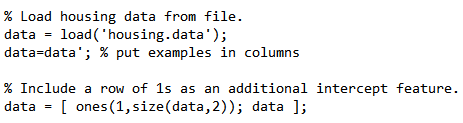 % Load housing data from file.
data = load('housing.data');
data=data'; % put examples in columns
% Include a row of 1s as an additional intercept feature.
data = [ ones(1,size(data,2)); data ];